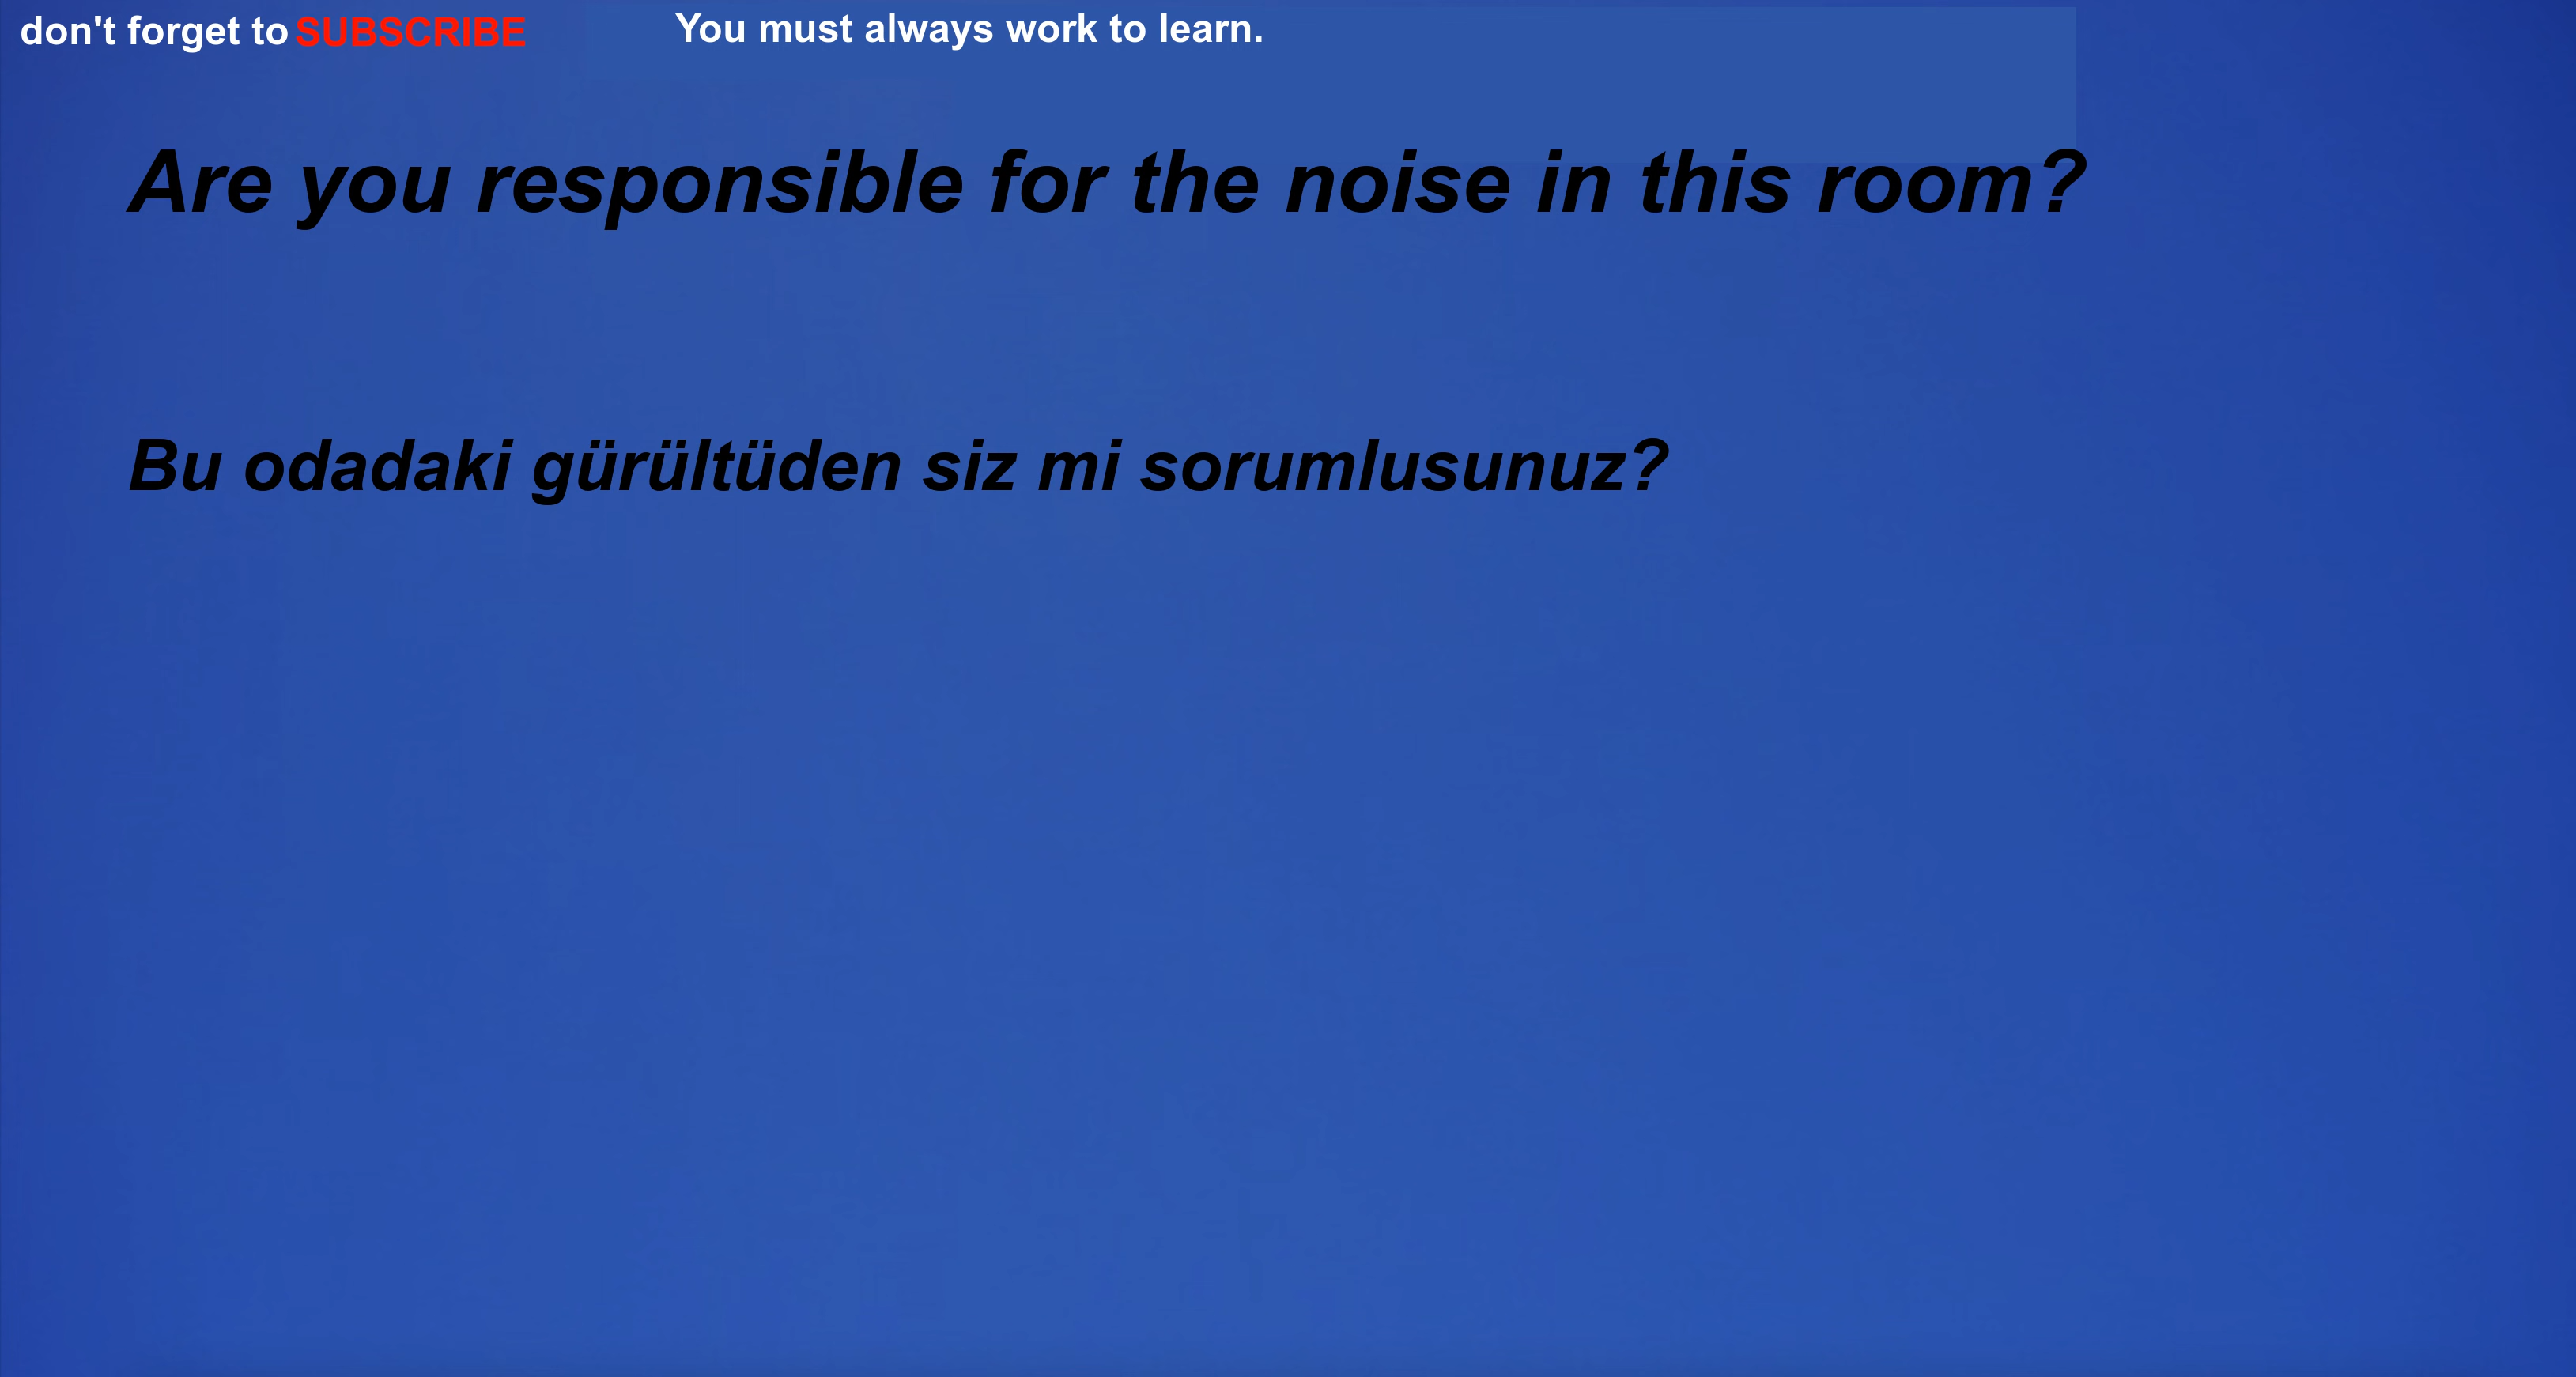 don't forget to SUBSCRIBE You must always work to learn.
Are you responsible for the noise in this room?
Bu odadaki gürültüden siz mi sorumlusunuz?